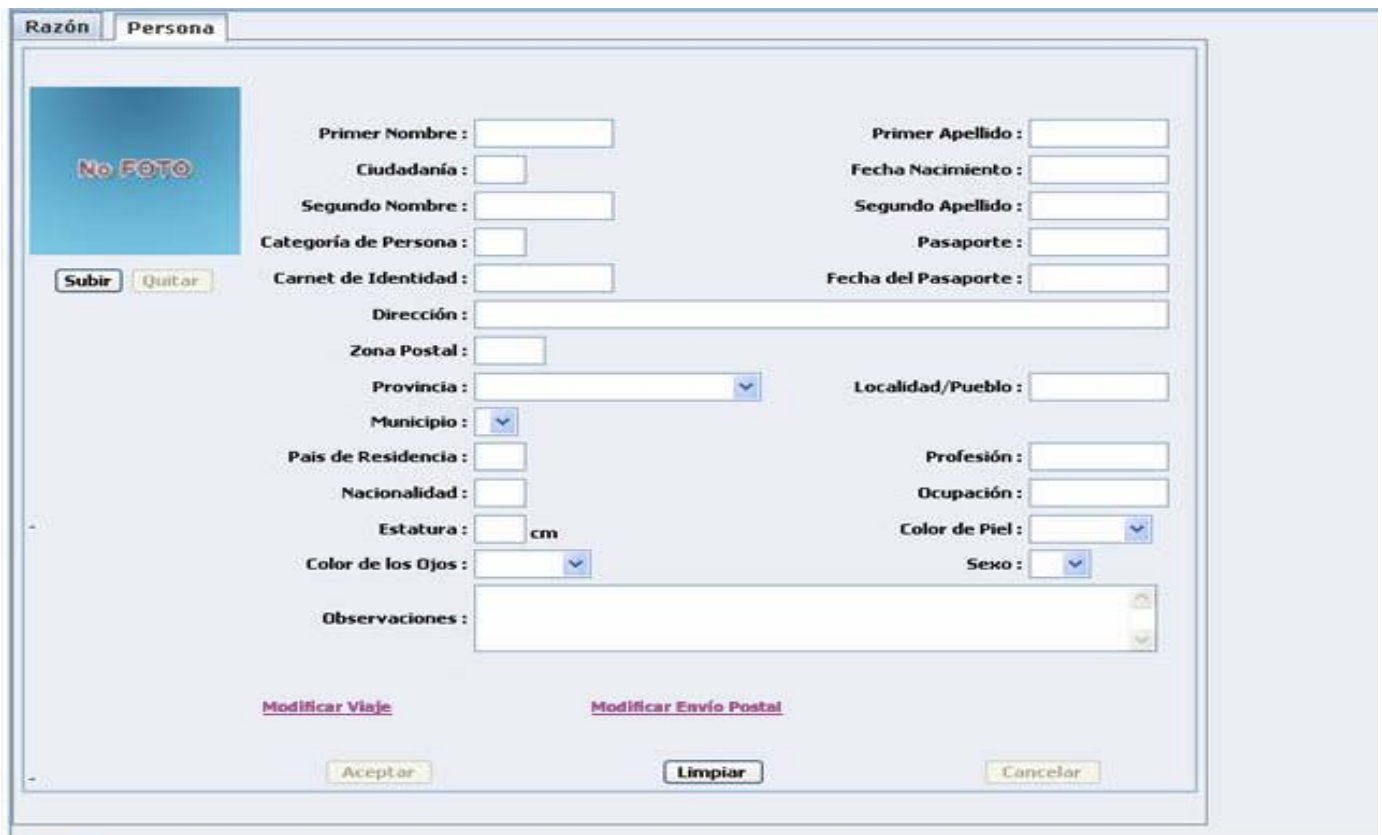 Razón Persona
No FOTO
Primer Nombre : Primer Apellido :
Ciudadanía : Fecha Nacimiento :
Segundo Nombre : Segundo Apellido :
Categoría de Persona : Pasaporte :
Subir Quitar Carnet de Identidad : Fecha del Pasaporte :
Dirección :
Zona Postal :
Provincia : Localidad/Pueblo :
Municipio :
Pais de Residencia : Profesión :
Nacionalidad : Ocupación :
- Estatura : cm Color de Piel :
Color de los Ojos : Sexo :
Observaciones :
Modificar Viaje Modificar Envío Postal
- Aceptar Limpiar Cancelar